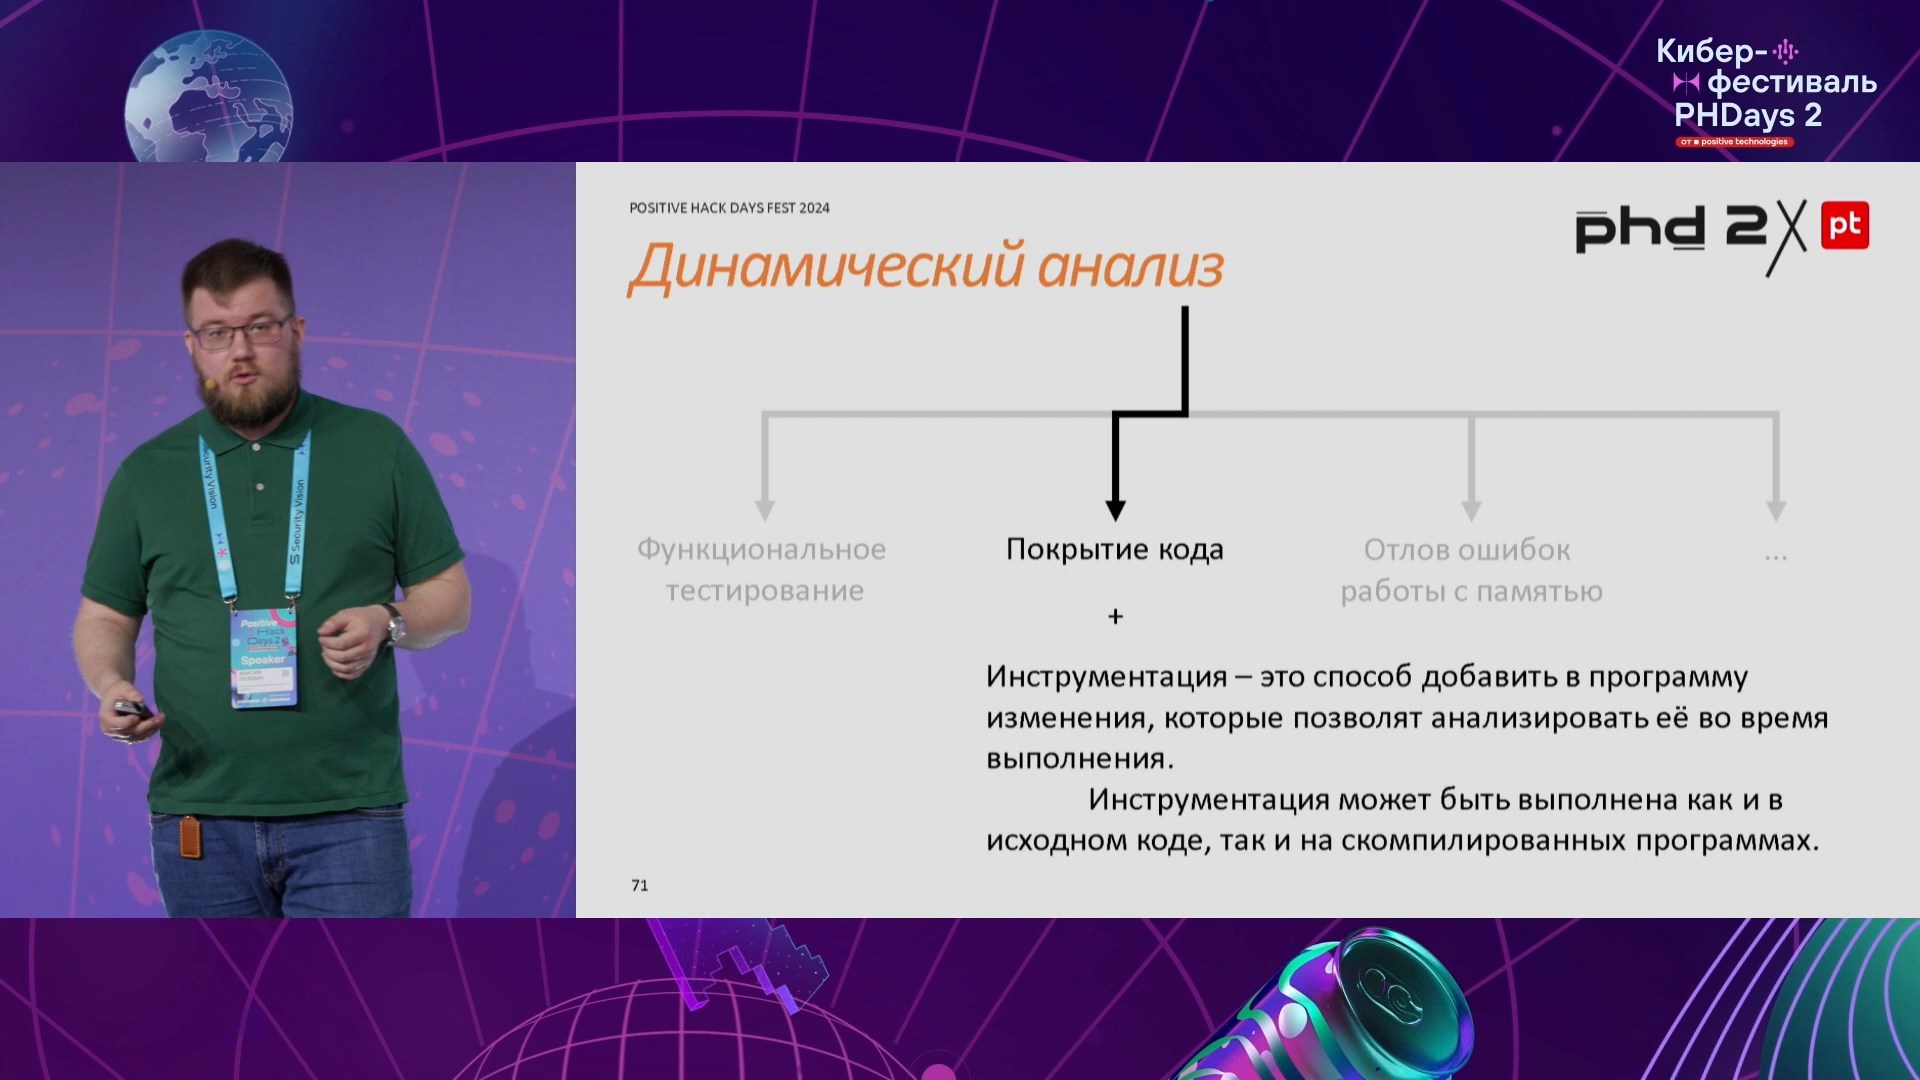 Кибер-
фестиваль
PHDays 2
от positive technologies
POSITIVE HACK DAYS FEST 2024
phd 2
pt
Динамический анализ
Функциональное
тестирование
Покрытие кода
+
Отлов ошибок
работы с памятью
...
Инструментация – это способ добавить в программу
изменения, которые позволят анализировать её во время
выполнения.
Инструментация может быть выполнена как и в
исходном коде, так и на скомпилированных программах.
71
Security Vision
Security Vision
Positive
Hack
Days 2
Speaker